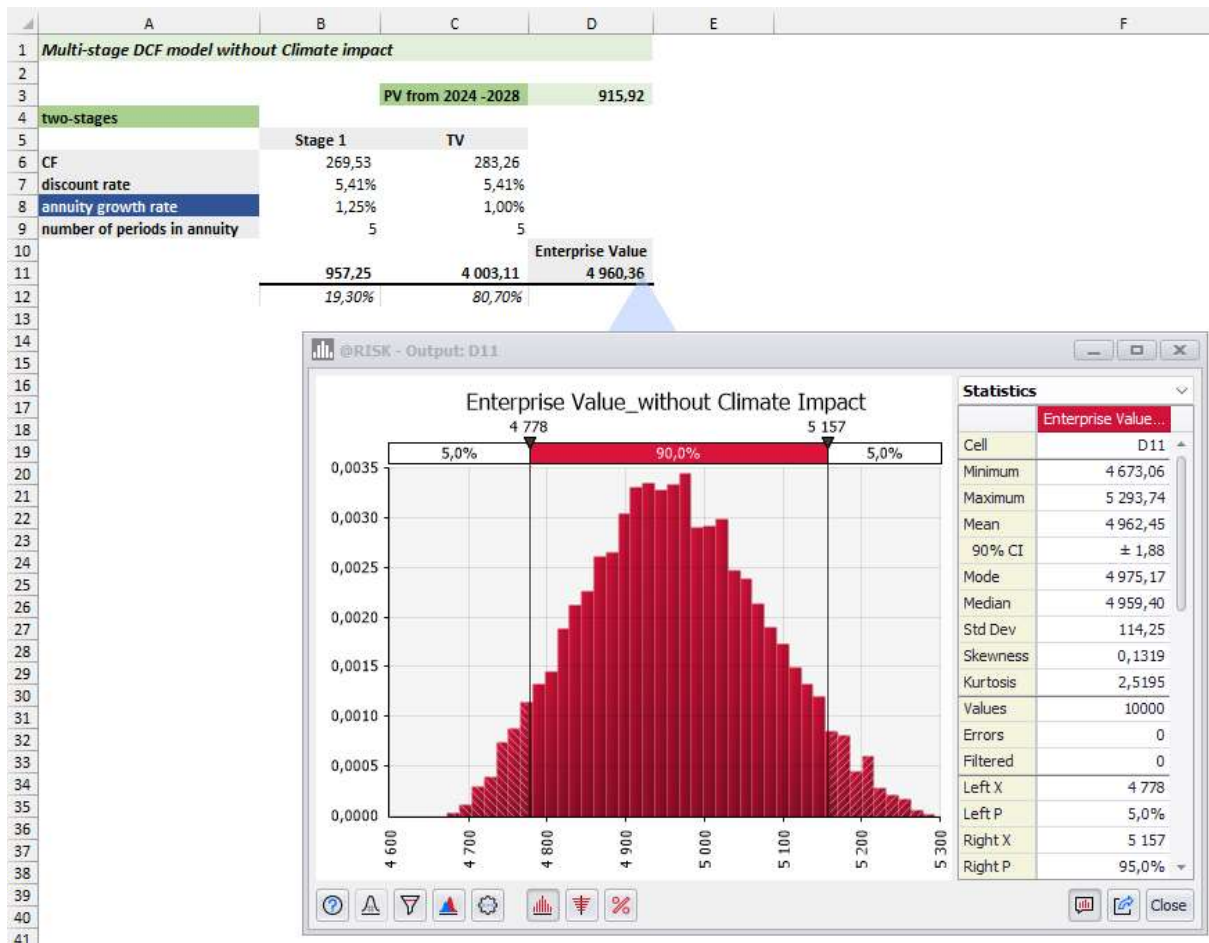 A B C D E F
1 Multi-stage DCF model without Climate impact
2
3 PV from 2024 -2028 915,92
4 two-stages
5 Stage 1 TV
6 CF 269,53 283,26
7 discount rate 5,41% 5,41%
8 annuity growth rate 1,25% 1,00%
9 number of periods in annuity 5 5
10 Enterprise Value
11 957,25 4 003,11 4 960,36
12 19,30% 80,70%
13
14
15
16
17
18
19
20
21
22
23
24
25
26
27
28
29
30
31
32
33
34
35
36
37
38
39
40
41
@RISK - Output: D11
Enterprise Value_without Climate Impact
4 778 5 157
5,0% 90,0% 5,0%
0,0035
0,0030
0,0025
0,0020
0,0015
0,0010
0,0005
0,0000
4 600 4 700 4 800 4 900 5 000 5 100 5 200 5 300
Statistics
Enterprise Value...
Cell D11
Minimum 4 673,06
Maximum 5 293,74
Mean 4 962,45
90% CI ± 1,88
Mode 4 975,17
Median 4 959,40
Std Dev 114,25
Skewness 0,1319
Kurtosis 2,5195
Values 10000
Errors 0
Filtered 0
Left X 4 778
Left P 5,0%
Right X 5 157
Right P 95,0%
? % Close